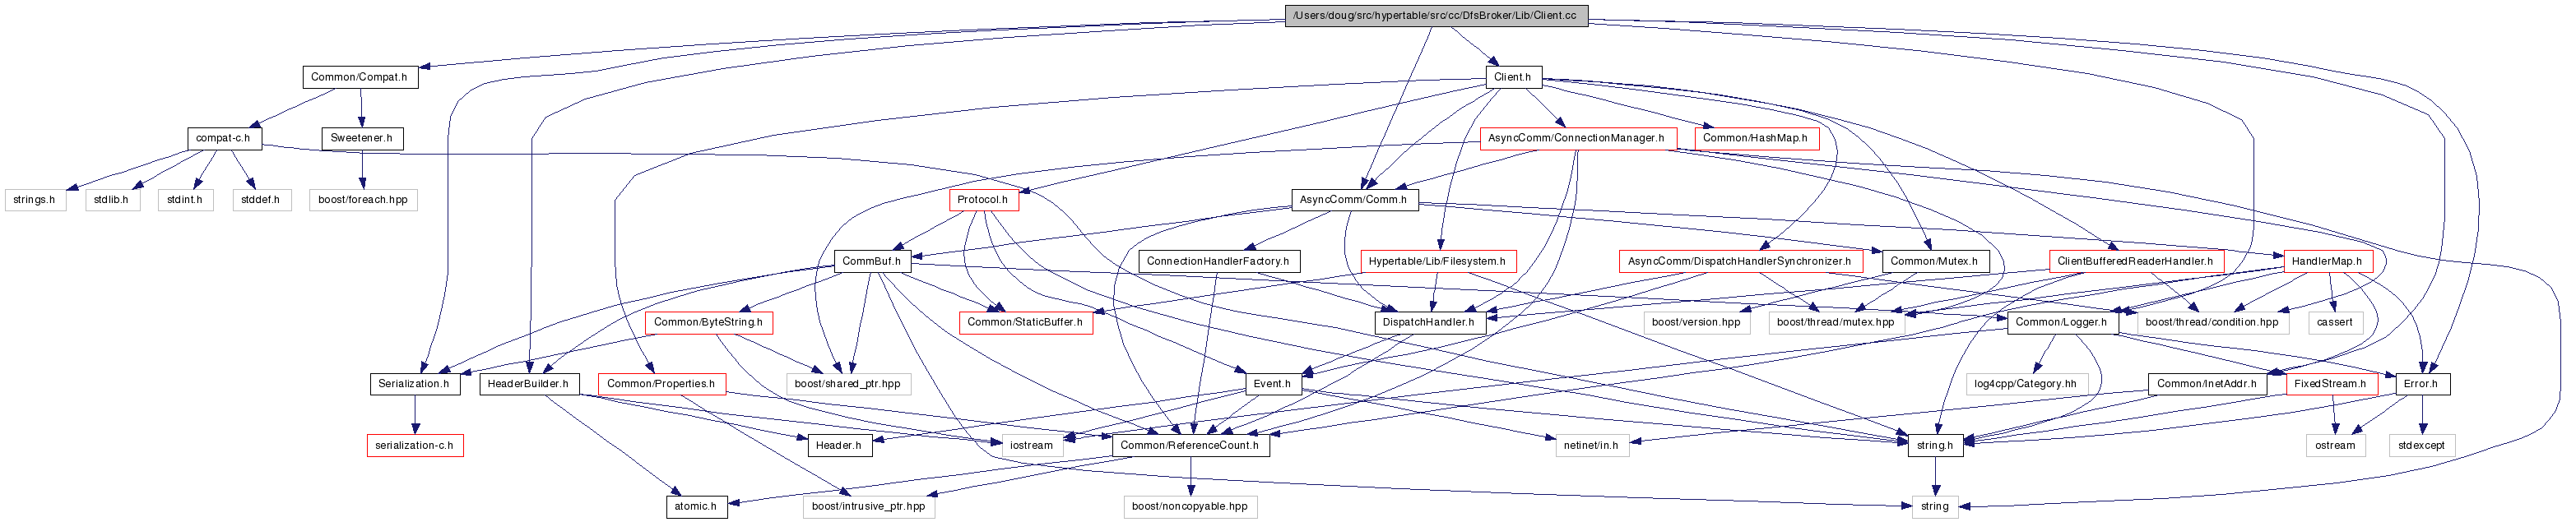 /Users/doug/src/hypertable/src/cc/DfsBroker/Lib/Client.cc
Common/Compat.h
Client.h
compat-c.h
Sweetener.h
AsyncComm/ConnectionManager.h
Common/HashMap.h
strings.h
stdlib.h
stdint.h
stddef.h
boost/foreach.hpp
Protocol.h
AsyncComm/Comm.h
CommBuf.h
ConnectionHandlerFactory.h
Hypertable/Lib/Filesystem.h
AsyncComm/DispatchHandlerSynchronizer.h
Common/Mutex.h
ClientBufferedReaderHandler.h
HandlerMap.h
Common/ByteString.h
Common/StaticBuffer.h
DispatchHandler.h
boost/version.hpp
boost/thread/mutex.hpp
Common/Logger.h
boost/thread/condition.hpp
cassert
Serialization.h
HeaderBuilder.h
Common/Properties.h
boost/shared_ptr.hpp
Event.h
log4cpp/Category.hh
Common/InetAddr.h
FixedStream.h
Error.h
serialization-c.h
Header.h
iostream
Common/ReferenceCount.h
netinet/in.h
string.h
ostream
stdexcept
atomic.h
boost/intrusive_ptr.hpp
boost/noncopyable.hpp
string